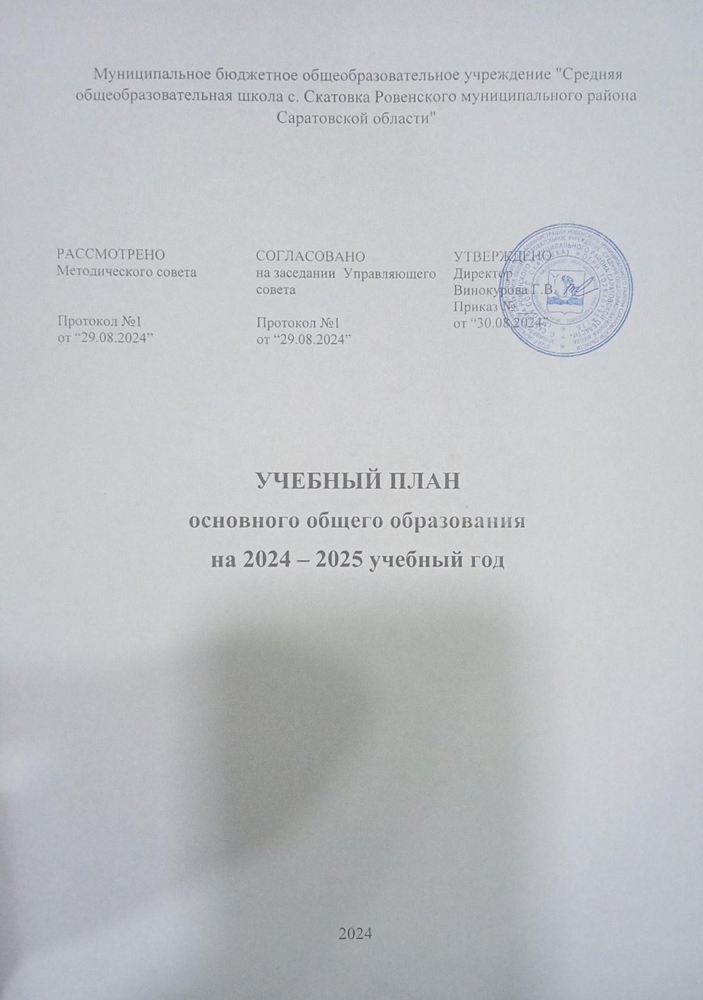 Муниципальное бюджетное общеобразовательное учреждение "Средняя
общеобразовательная школа с. Скатовка Ровенского муниципального района
Саратовской области"
РАССМОТРЕНО
Методического совета
Протокол №1
от “29.08.2024”
СОГЛАСОВАНО
на заседании Управляющего
совета
Протокол №1
от “29.08.2024”
УТВЕРЖДЕНО
Директор
Винокурова Г.В.
Приказ №
от “30.08.2024”
УЧЕБНЫЙ ПЛАН
основного общего образования
на 2024 – 2025 учебный год
2024